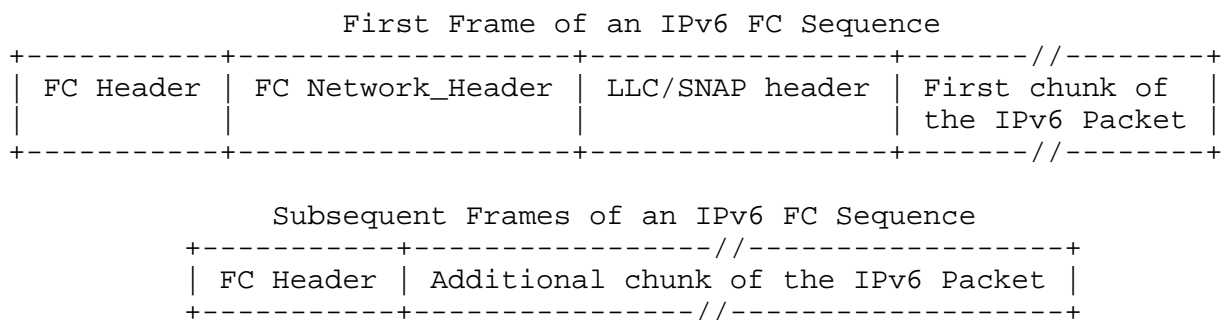 First Frame of an IPv6 FC Sequence
+-----------+-------------------+----------------+-------//--------+
| FC Header | FC Network_Header | LLC/SNAP header | First chunk of |
| | | | the IPv6 Packet |
+-----------+-------------------+----------------+-------//--------+
Subsequent Frames of an IPv6 FC Sequence
+-----------+-----------------//------------------+
| FC Header | Additional chunk of the IPv6 Packet |
+-----------+----------------//-------------------+